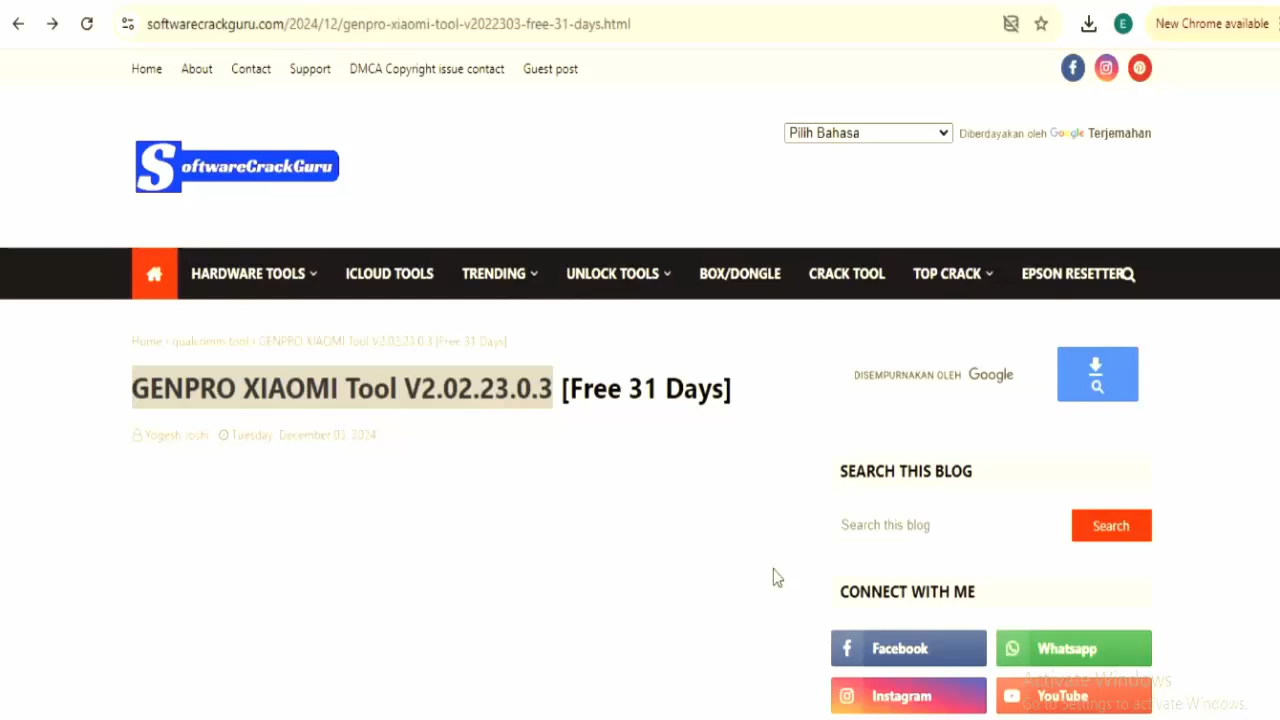 softwarecrackguru.com/2024/12/genpro-xiaomi-tool-v2022303-free-31-days.html
E
New Chrome available
Home About Contact Support DMCA Copyright issue contact Guest post
Pilih Bahasa
Diberdayakan oleh Google Terjemahan
SoftwareCrackGuru
HARDWARE TOOLS ICLOUD TOOLS TRENDING UNLOCK TOOLS BOX/DONGLE CRACK TOOL TOP CRACK EPSON RESETTER
Home › qualcomm tool › GENPRO XIAOMI Tool V2.02.23.0.3 [Free 31 Days]
GENPRO XIAOMI Tool V2.02.23.0.3 [Free 31 Days]
Yogesh Joshi Tuesday, December 03, 2024
DISEMPURNAKAN OLEH Google
SEARCH THIS BLOG
Search this blog
Search
CONNECT WITH ME
Facebook
Whatsapp
Instagram
YouTube
Activate Windows
Go to Settings to activate Windows.